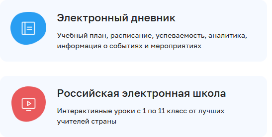 Электронный дневник
Учебный план, расписание, успеваемость, аналитика,
информация о событиях и мероприятиях
Российская электронная школа
Интерактивные уроки с 1 по 11 класс от лучших
учителей страны